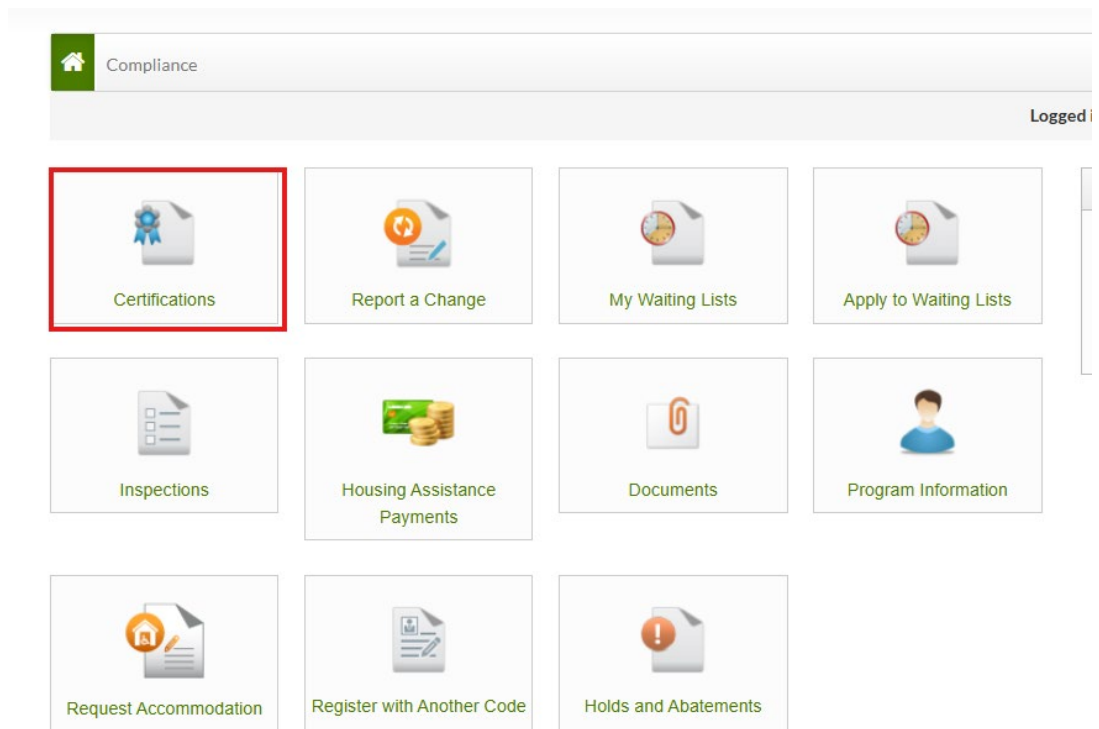 Compliance
Logged
Certifications
Report a Change
My Waiting Lists
Apply to Waiting Lists
Inspections
Housing Assistance
Payments
Documents
Program Information
Request Accommodation
Register with Another Code
Holds and Abatements